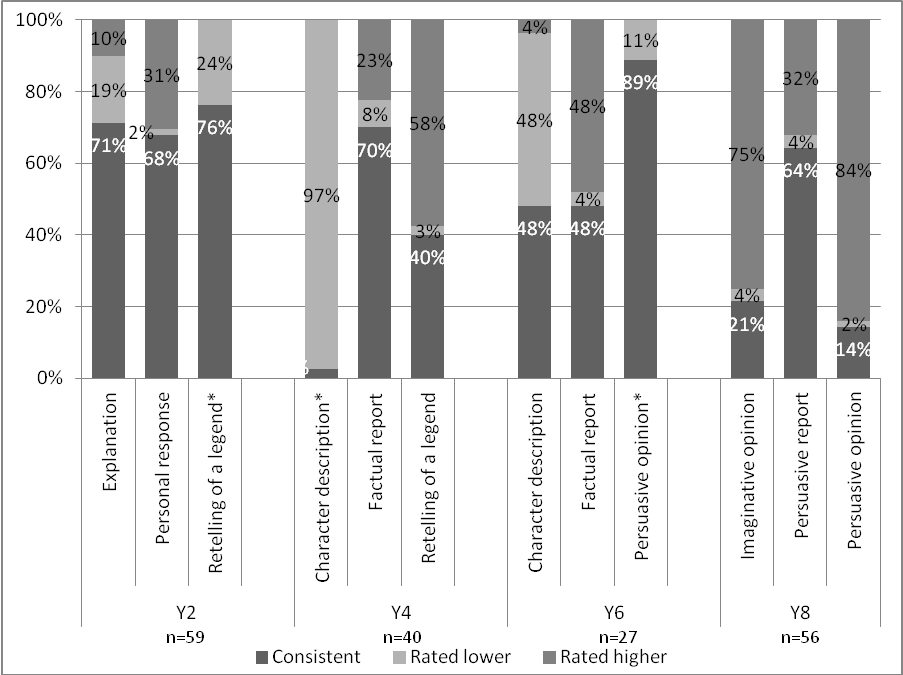 100%
80%
60%
40%
20%
0%
10%
19%
71%
31%
2%
68%
24%
76%
97%
%
23%
8%
70%
58%
3%
40%
4%
48%
48%
48%
4%
48%
11%
89%
75%
4%
21%
32%
4%
64%
84%
2%
14%
Explanation
Personal response
Retelling of a legend*
Character description*
Factual report
Retelling of a legend
Character description
Factual report
Persuasive opinion*
Imaginative opinion
Persuasive report
Persuasive opinion
Y2
Y4
Y6
Y8
n=59
n=40
n=27
n=56
Consistent
Rated lower
Rated higher